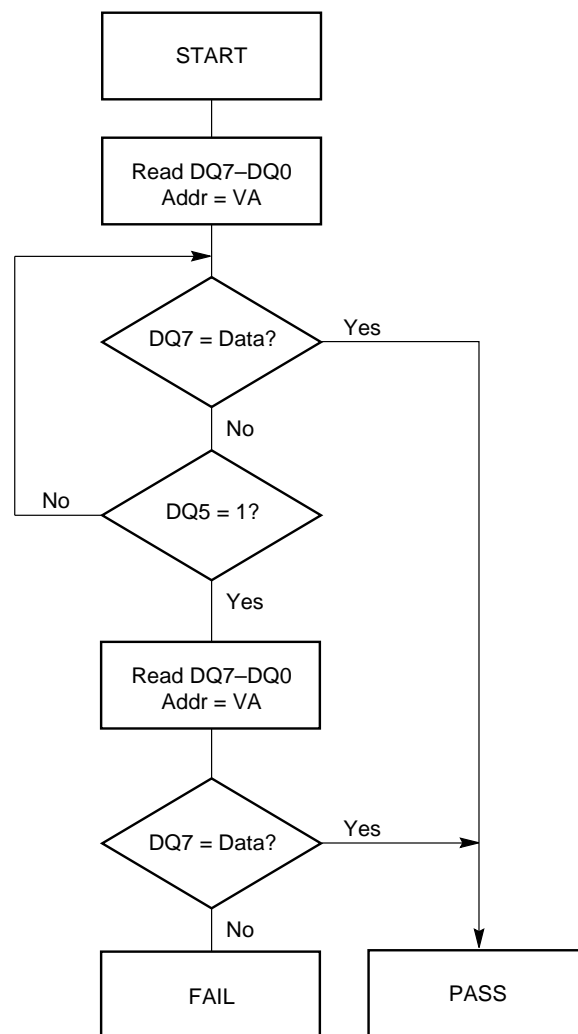 START
Read DQ7–DQ0
Addr = VA
DQ7 = Data?
Yes
No
No
DQ5 = 1?
Yes
Read DQ7–DQ0
Addr = VA
DQ7 = Data?
Yes
No
FAIL
PASS